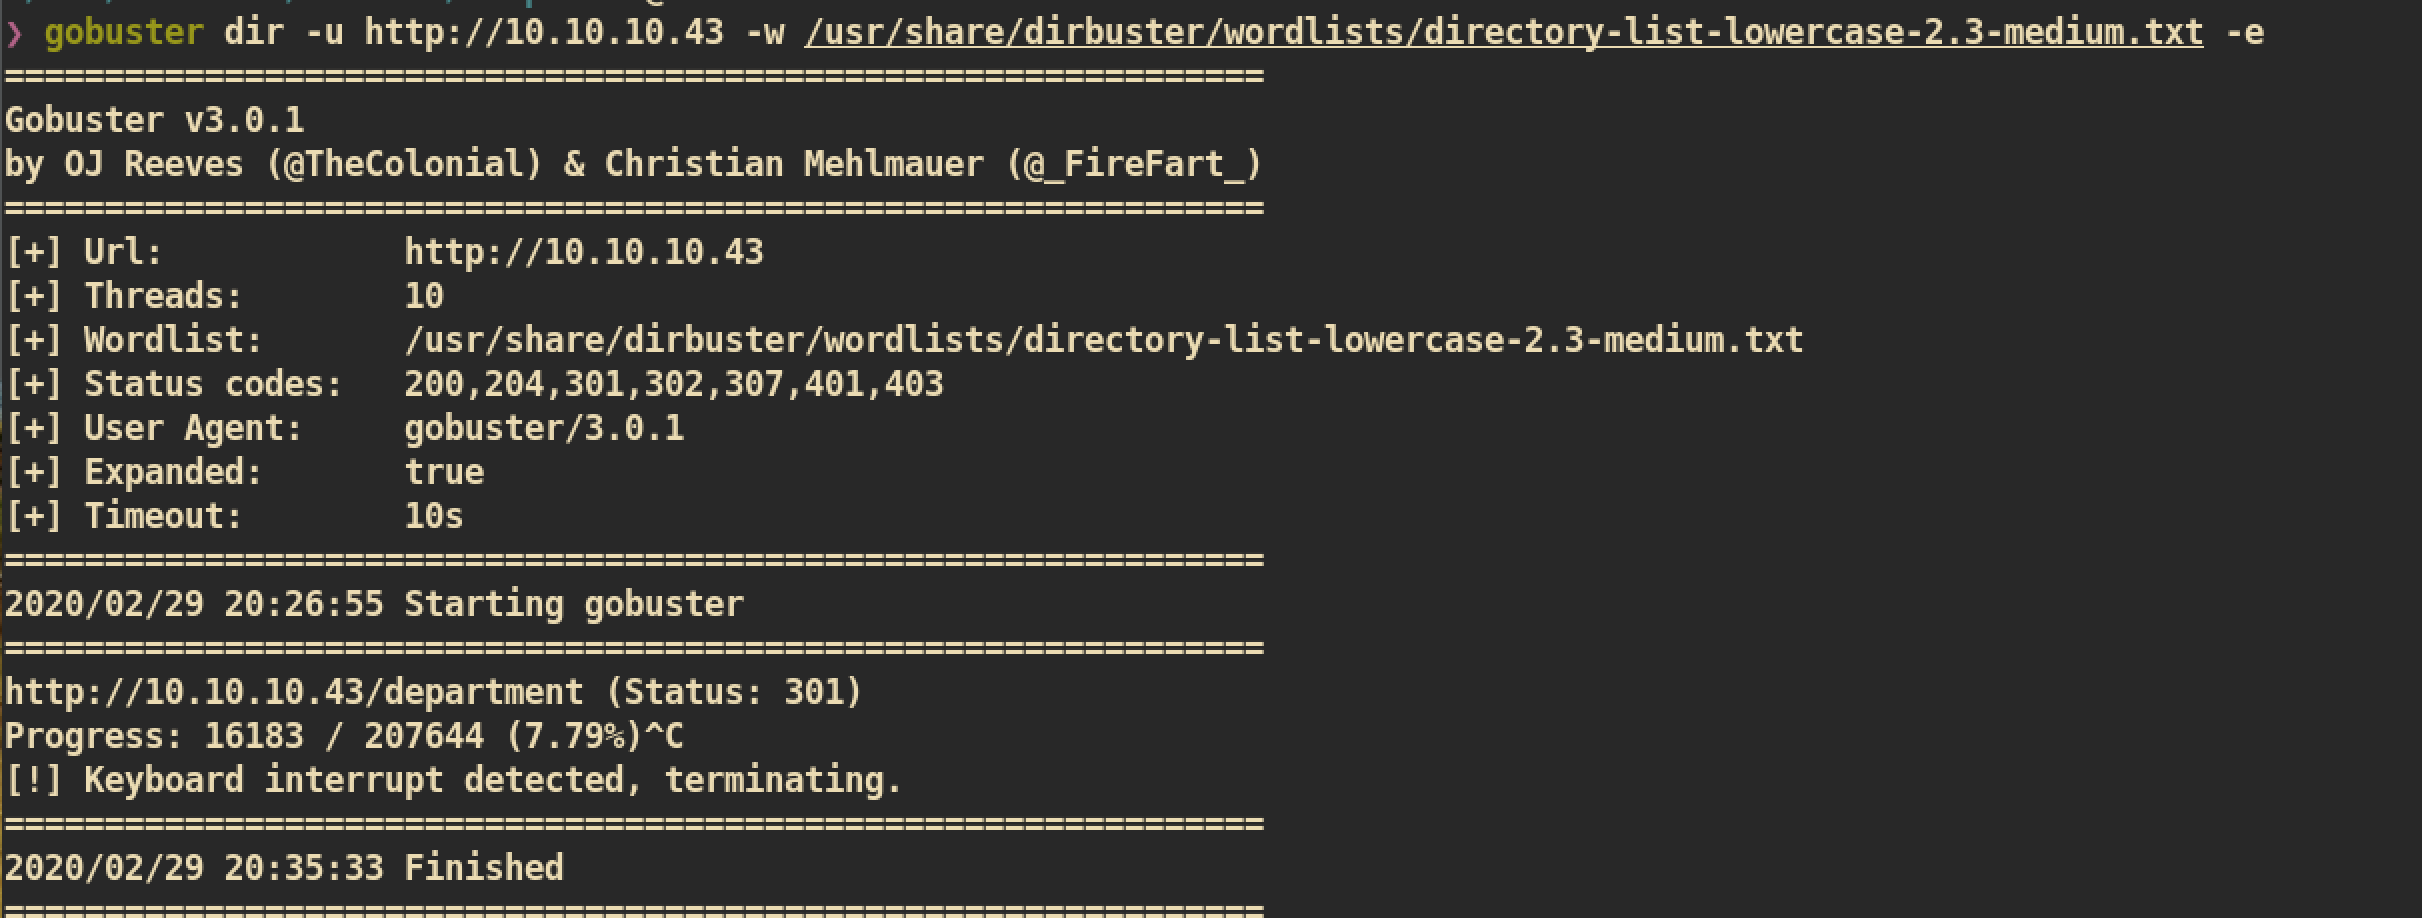 ❯ gobuster dir -u http://10.10.10.43 -w /usr/share/dirbuster/wordlists/directory-list-lowercase-2.3-medium.txt -e
===============================================================
Gobuster v3.0.1
by OJ Reeves (@TheColonial) & Christian Mehlmauer (@_FireFart_)
===============================================================
[+] Url:            http://10.10.10.43
[+] Threads:        10
[+] Wordlist:       /usr/share/dirbuster/wordlists/directory-list-lowercase-2.3-medium.txt
[+] Status codes:   200,204,301,302,307,401,403
[+] User Agent:     gobuster/3.0.1
[+] Expanded:       true
[+] Timeout:        10s
===============================================================
2020/02/29 20:26:55 Starting gobuster
===============================================================
http://10.10.10.43/department (Status: 301)
Progress: 16183 / 207644 (7.79%)^C
[!] Keyboard interrupt detected, terminating.
===============================================================
2020/02/29 20:35:33 Finished
===============================================================